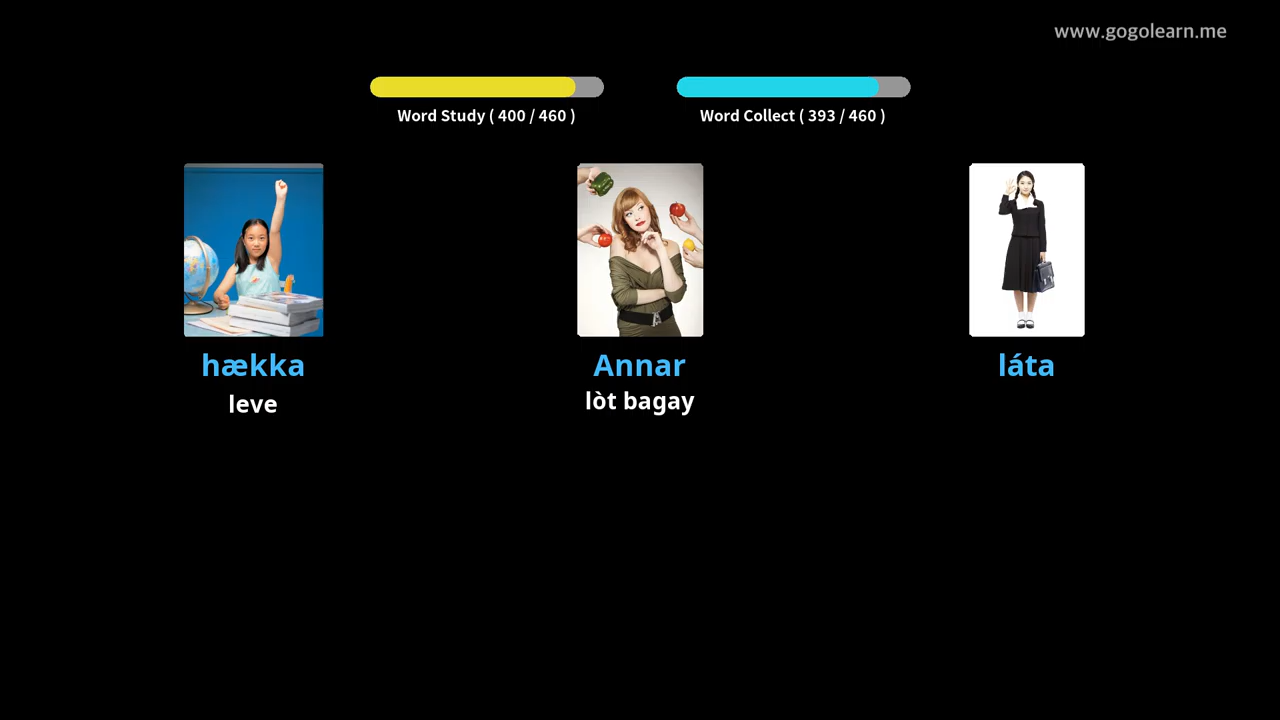 www.gogolearn.me
Word Study ( 400 / 460 )
Word Collect ( 393 / 460 )
hækka
leve
Annar
lòt bagay
láta